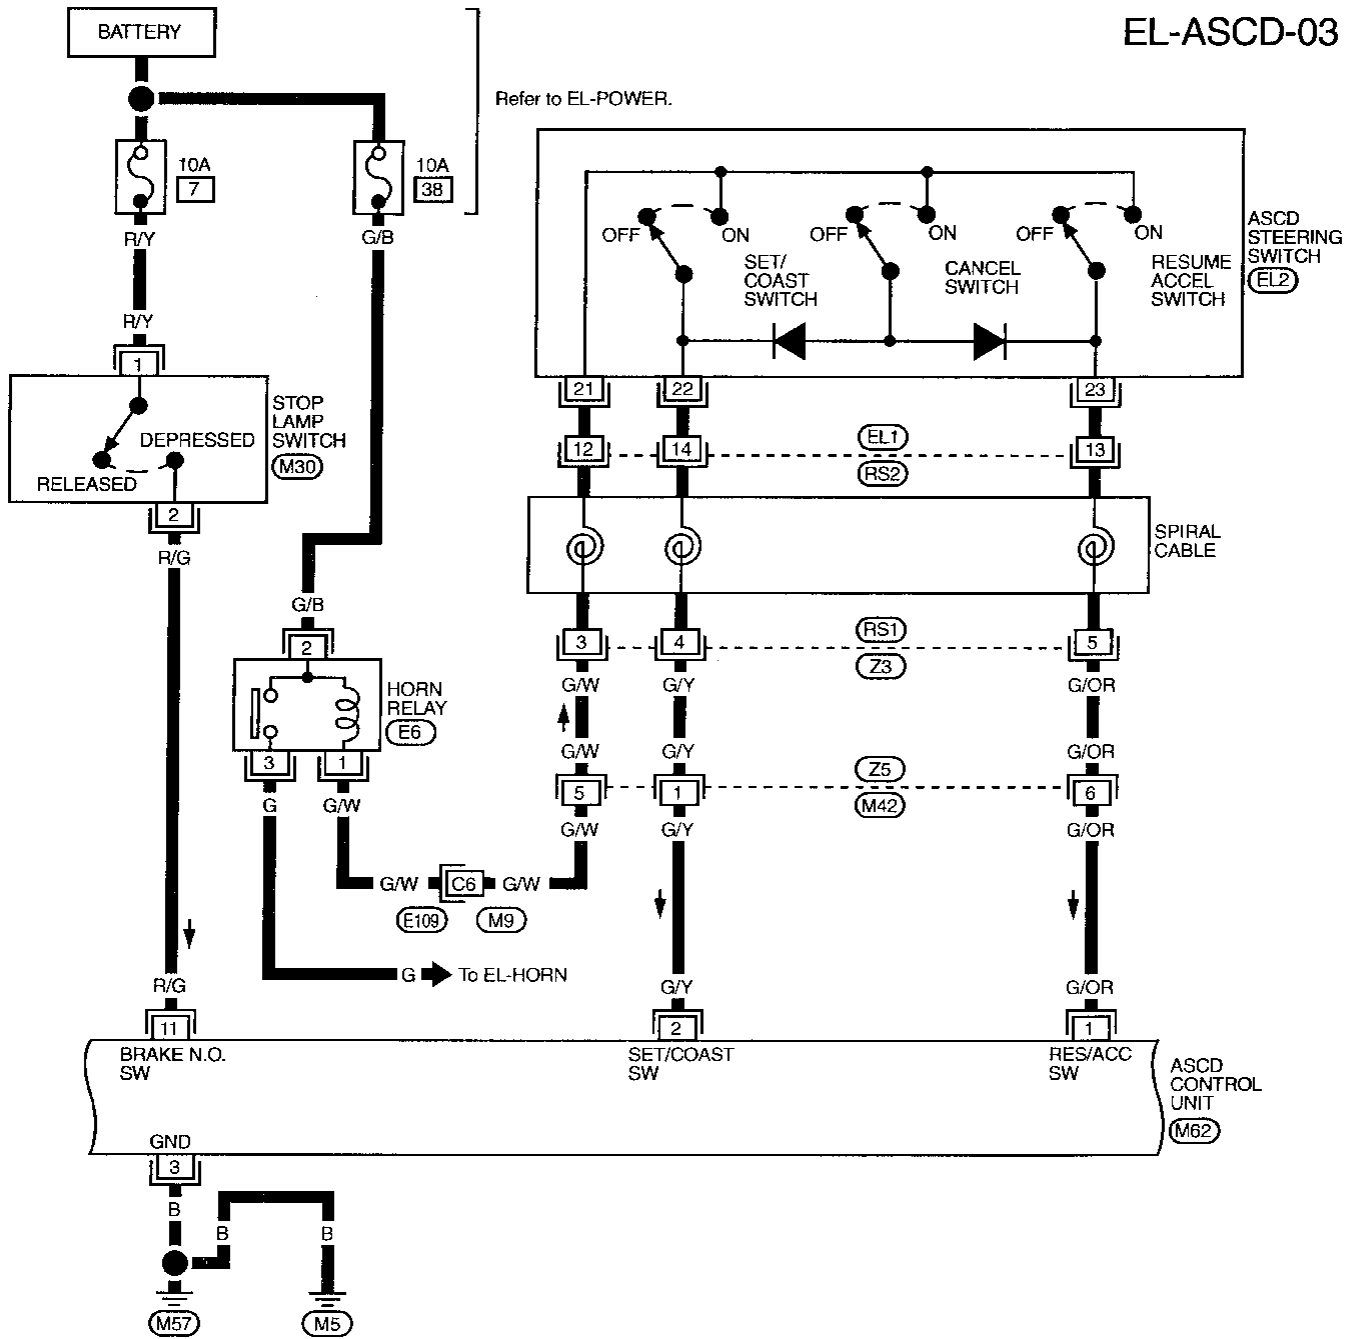 EL-ASCD-03
BATTERY
Refer to EL-POWER.
10A
7
10A
38
R/Y
G/B
R/Y
1
STOP
LAMP
SWITCH
M30
DEPRESSED
RELEASED
2
R/G
OFF
ON
SET/
COAST
SWITCH
OFF
ON
CANCEL
SWITCH
OFF
ON
RESUME
ACCEL
SWITCH
ASCD
STEERING
SWITCH
EL2
21
22
23
12
14
EL1
RS2
13
SPIRAL
CABLE
G/B
2
HORN
RELAY
E6
3
1
G
G/W
3
4
RS1
Z3
5
G/W
G/Y
G/OR
G/W
G/Y
G/OR
5
1
Z5
M42
6
G/W
G/Y
G/OR
G/W
C6
G/W
E109
M9
G
To EL-HORN
R/G
G/Y
G/OR
11
2
1
BRAKE N.O.
SW
SET/COAST
SW
RES/ACC
SW
ASCD
CONTROL
UNIT
M62
GND
3
B
B
B
M57
M5